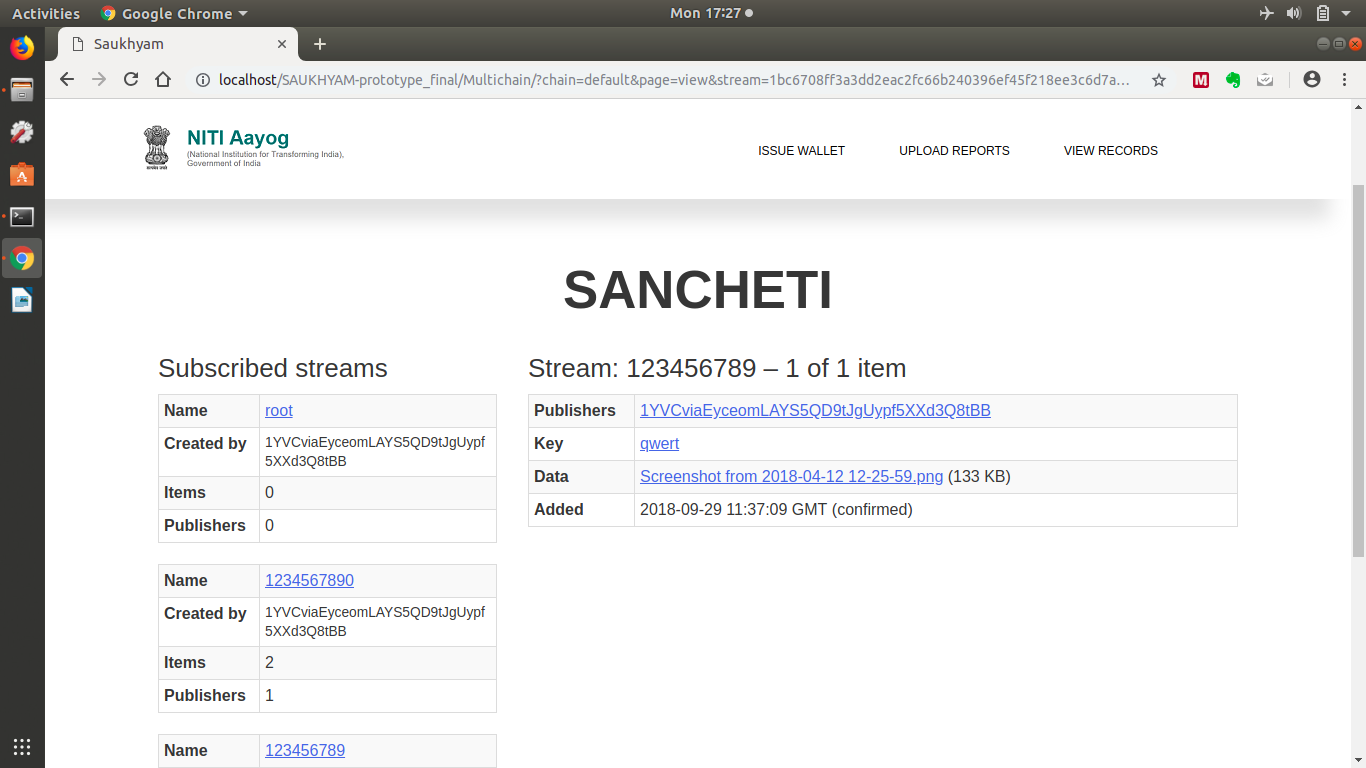 Activities Google Chrome Mon 17:27
Saukhyam
localhost/SAUKHYAM-prototype_final/Multichain/?chain=default&page=view&stream=1bc6708ff3a3dd2eac2fc66b240396ef45f218ee3c6d7a...
NITI Aayog
(National Institution for Transforming India),
Government of India
ISSUE WALLET UPLOAD REPORTS VIEW RECORDS
SANCHETI
Subscribed streams
Name root
Created by 1YVCviaEyceomLAYS5QD9tJgUypf
5XXd3Q8tBB
Items 0
Publishers 0
Name 1234567890
Created by 1YVCviaEyceomLAYS5QD9tJgUypf
5XXd3Q8tBB
Items 2
Publishers 1
Name 123456789
Stream: 123456789 – 1 of 1 item
Publishers 1YVCviaEyceomLAYS5QD9tJgUypf5XXd3Q8tBB
Key qwert
Data Screenshot from 2018-04-12 12-25-59.png (133 KB)
Added 2018-09-29 11:37:09 GMT (confirmed)